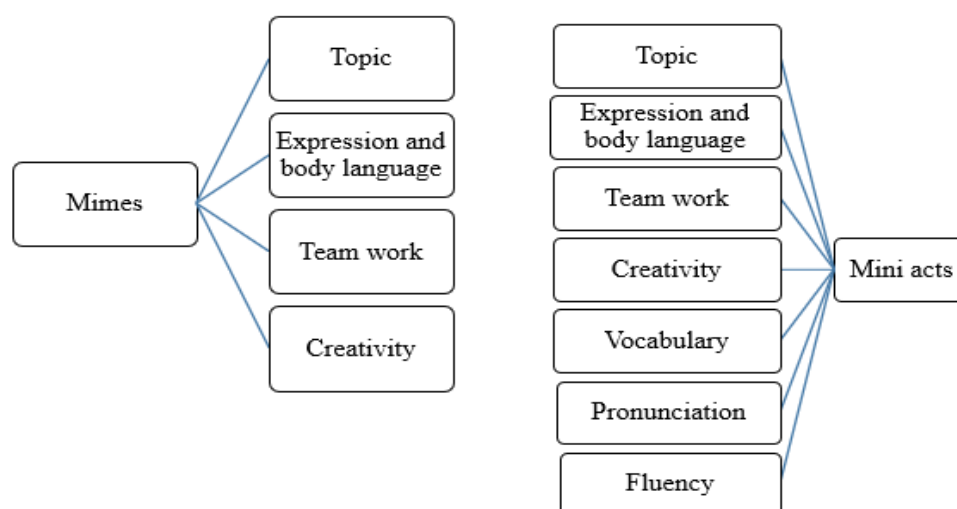 Mimes
Topic
Expression and
body language
Team work
Creativity
Topic
Expression and
body language
Team work
Creativity
Vocabulary
Pronunciation
Fluency
Mini acts